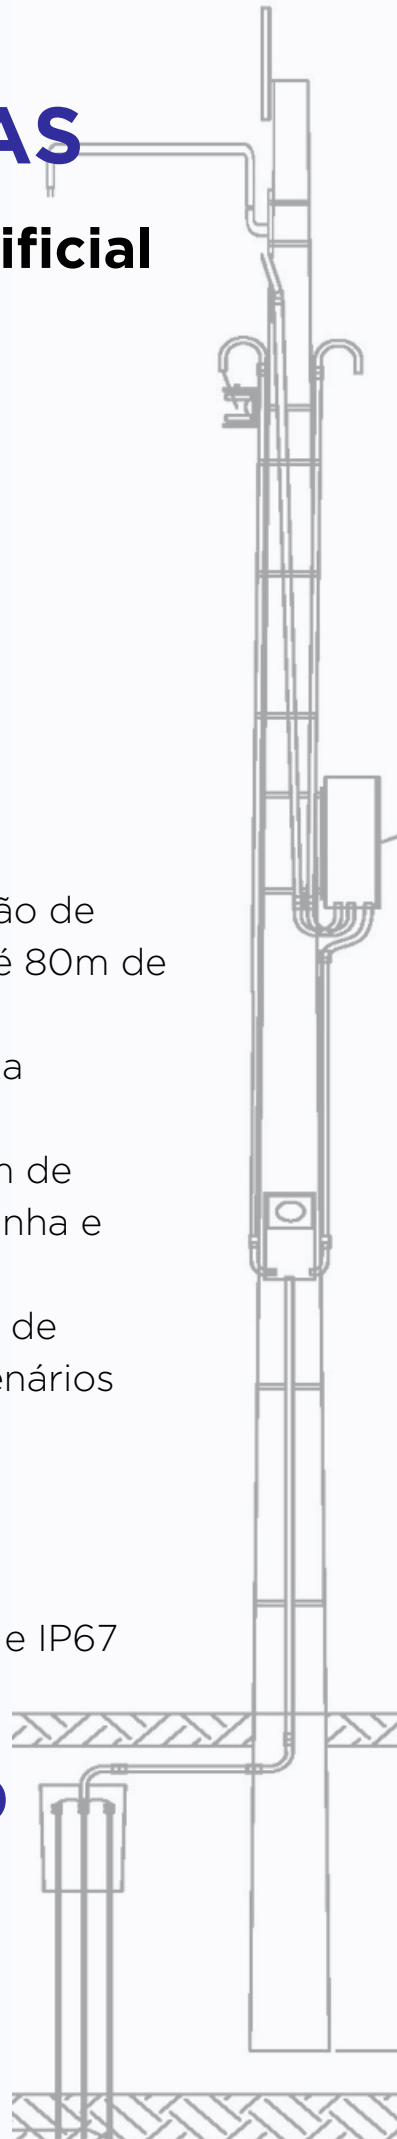 AS
ificial
ão de
é 80m de
a
de
nha e
de
enários
e IP67